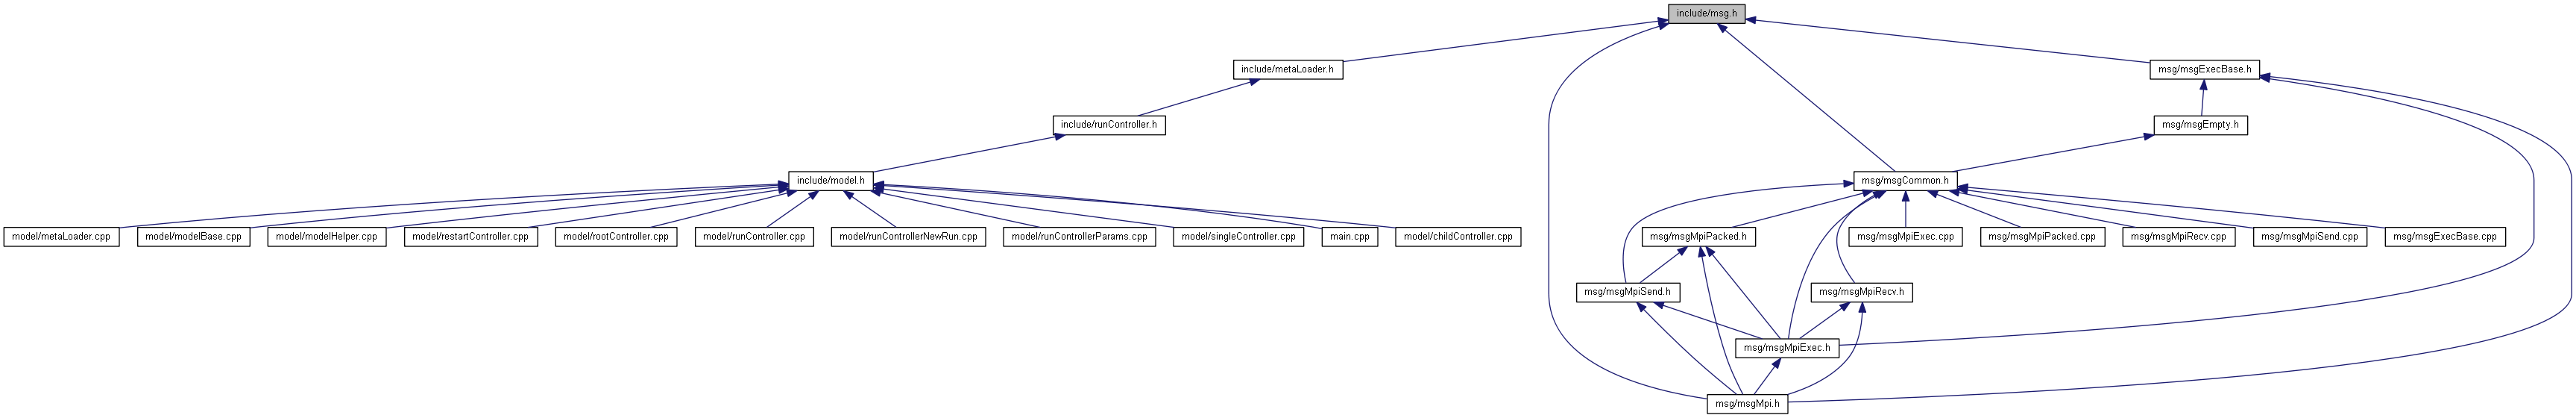 include/msg.h
include/metaLoader.h
msg/msgExecBase.h
include/runController.h
msg/msgEmpty.h
include/model.h
msg/msgCommon.h
model/metaLoader.cpp
model/modelBase.cpp
model/modelHelper.cpp
model/restartController.cpp
model/rootController.cpp
model/runController.cpp
model/runControllerNewRun.cpp
model/runControllerParams.cpp
model/singleController.cpp
main.cpp
model/childController.cpp
msg/msgMpiPacked.h
msg/msgMpiExec.cpp
msg/msgMpiPacked.cpp
msg/msgMpiRecv.cpp
msg/msgMpiSend.cpp
msg/msgExecBase.cpp
msg/msgMpiSend.h
msg/msgMpiRecv.h
msg/msgMpiExec.h
msg/msgMpi.h